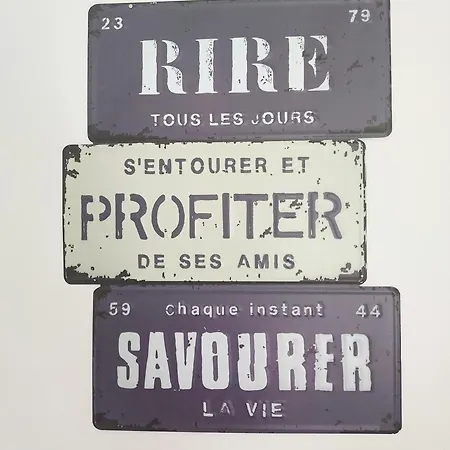 23 79
RIRE
TOUS LES JOURS
S'ENTOURER ET
PROFITER
DE SES AMIS
59 Chaque instant 44
SAVOURER
LA VIE